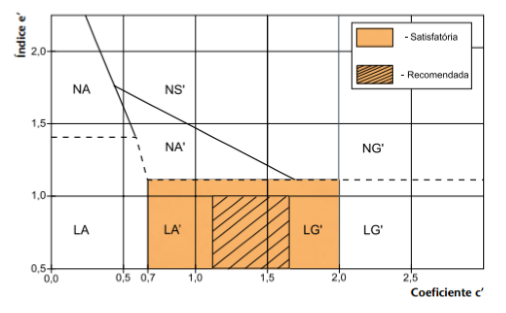 Índice e'
2,0
1,5
1,0
0,5
- Satisfatória
- Recomendada
NA
NS'
NA'
NG'
LA
LA'
LG'
LG'
0,0
0,5
0,7
1,0
1,5
2,0
2,5
Coeficiente c'